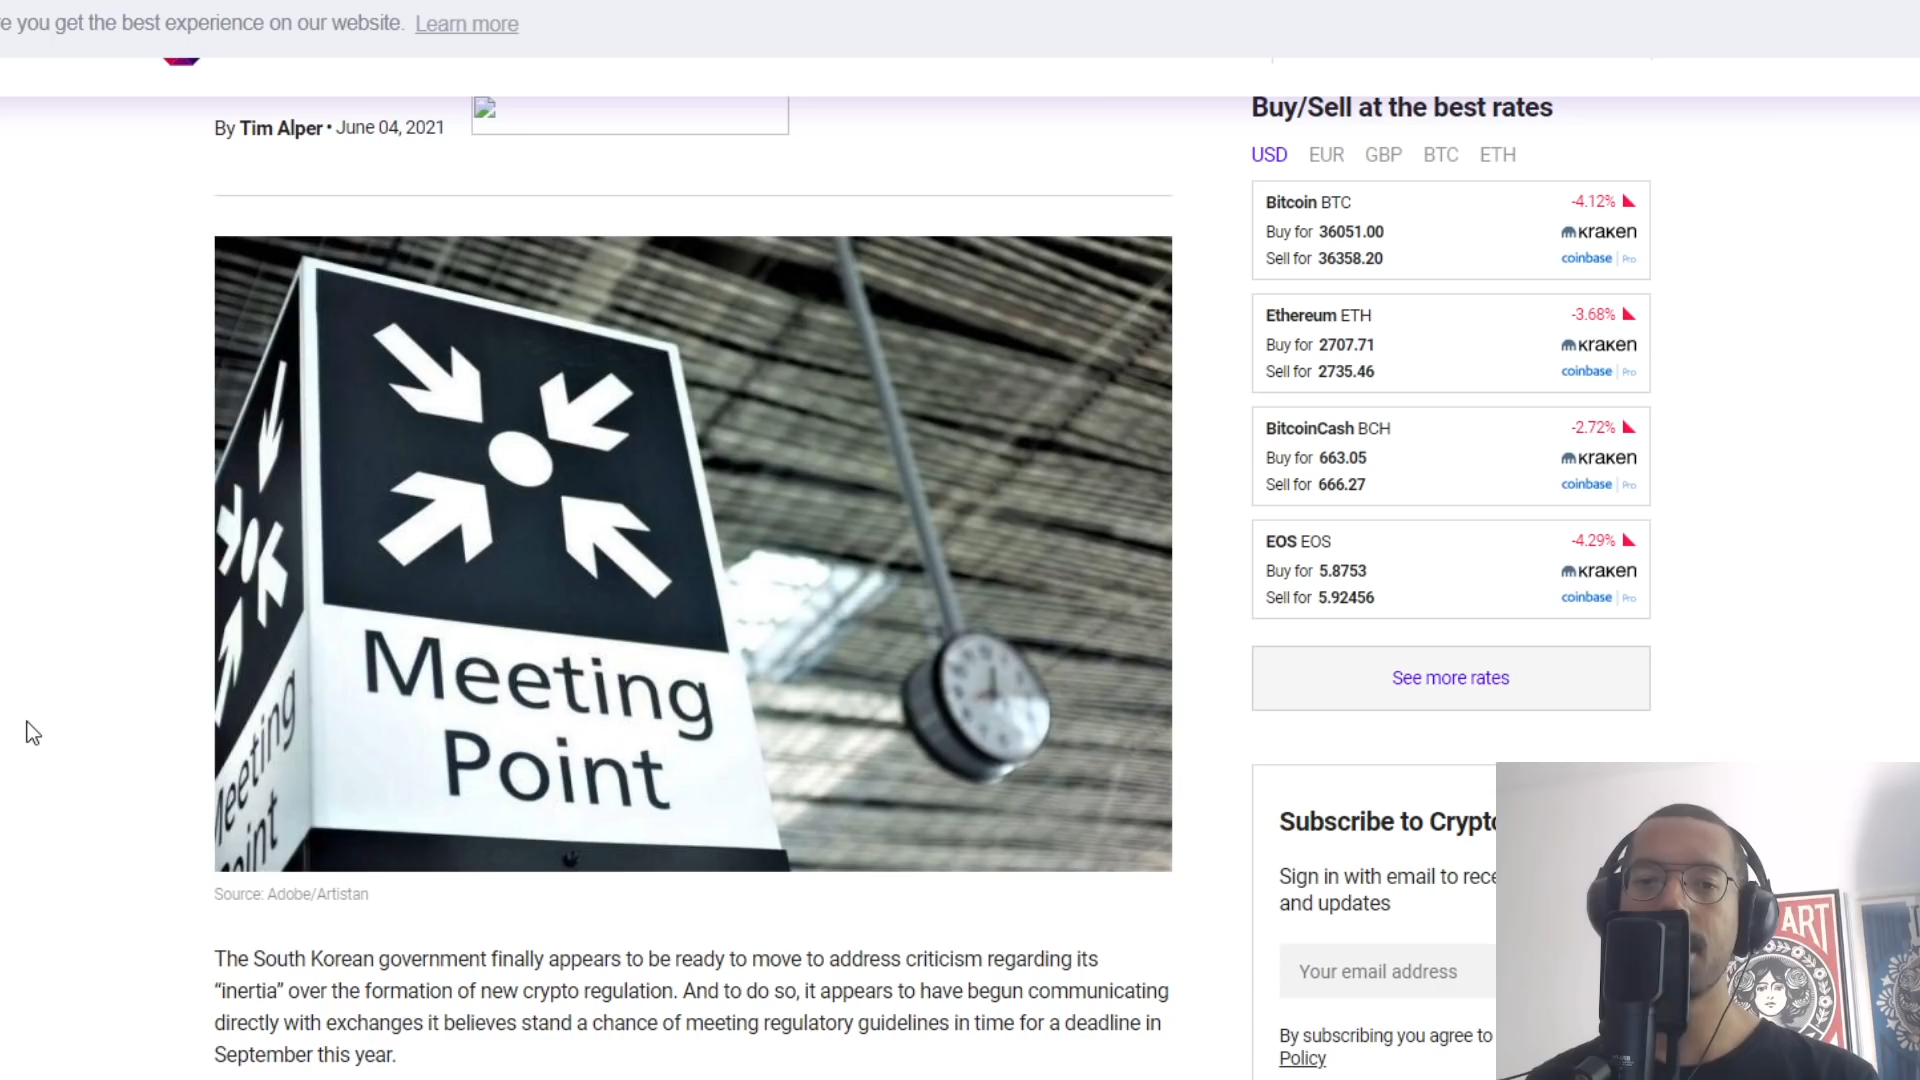 e you get the best experience on our website. Learn more
By Tim Alper • June 04, 2021
Meeting
Point
Meeting
Point
Source: Adobe/Artistan
The South Korean government finally appears to be ready to move to address criticism regarding its
“inertia” over the formation of new crypto regulation. And to do so, it appears to have begun communicating
directly with exchanges it believes stand a chance of meeting regulatory guidelines in time for a deadline in
September this year.
Buy/Sell at the best rates
USD EUR GBP BTC ETH
Bitcoin BTC -4.12%
Buy for 36051.00 kraken
Sell for 36358.20 coinbase | Pro
Ethereum ETH -3.68%
Buy for 2707.71 kraken
Sell for 2735.46 coinbase | Pro
BitcoinCash BCH -2.72%
Buy for 663.05 kraken
Sell for 666.27 coinbase | Pro
EOS EOS -4.29%
Buy for 5.8753 kraken
Sell for 5.92456 coinbase | Pro
See more rates
Subscribe to Crypto
Sign in with email to rece
and updates
Your email address
By subscribing you agree to
Policy
ART